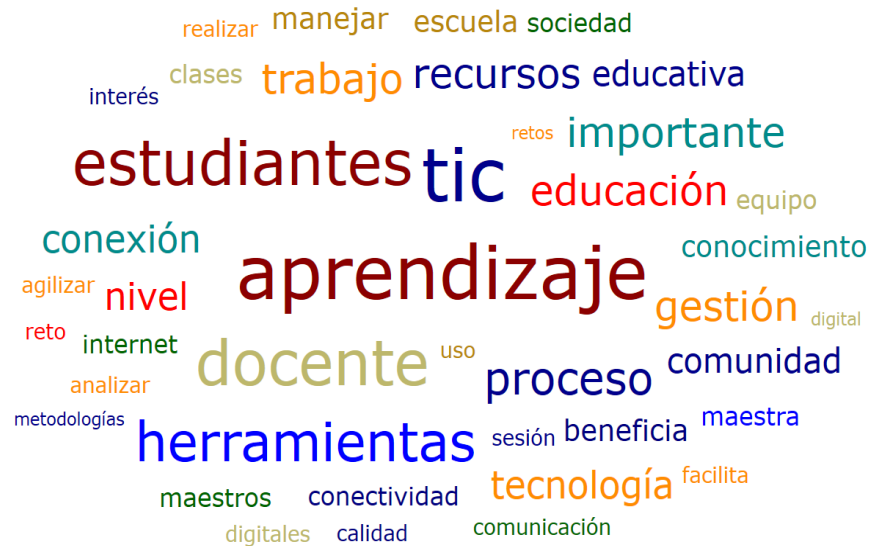 realizar manejar escuela sociedad
interés clases trabajo recursos educativa
estudiantes tic retos importante
educación equipo
conexión aprendizaje conocimiento
agilizar nivel gestión digital
reto internet docente uso proceso comunidad
analizar
metodologías herramientas sesión beneficia maestra
maestros conectividad tecnología facilita
digitales calidad comunicación